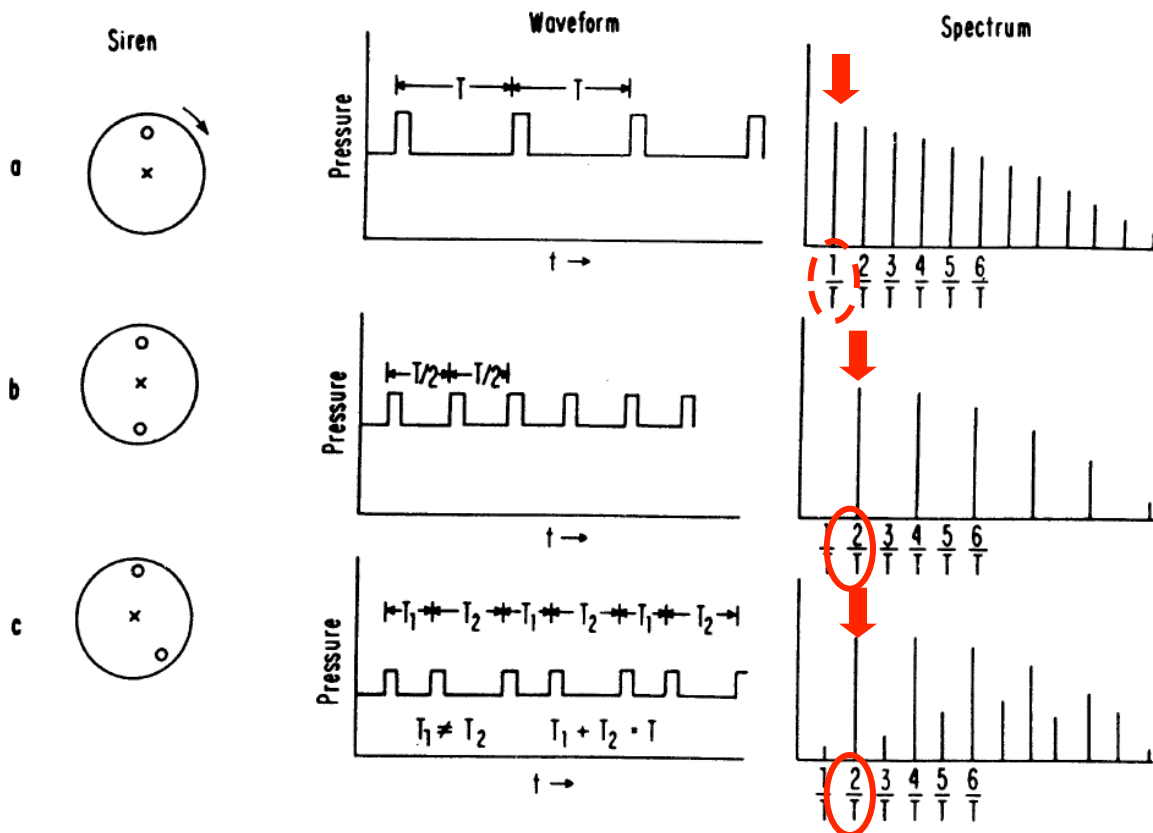 Siren
Waveform
Spectrum
a
Pressure
T T
t →
1/T 2/T 3/T 4/T 5/T 6/T
b
Pressure
T/2 T/2
t →
1/T 2/T 3/T 4/T 5/T 6/T
c
Pressure
T₁ T₂ T₁ T₂ T₁ T₂
T₁ ≠ T₂ T₁ + T₂ = T
t →
1/T 2/T 3/T 4/T 5/T 6/T